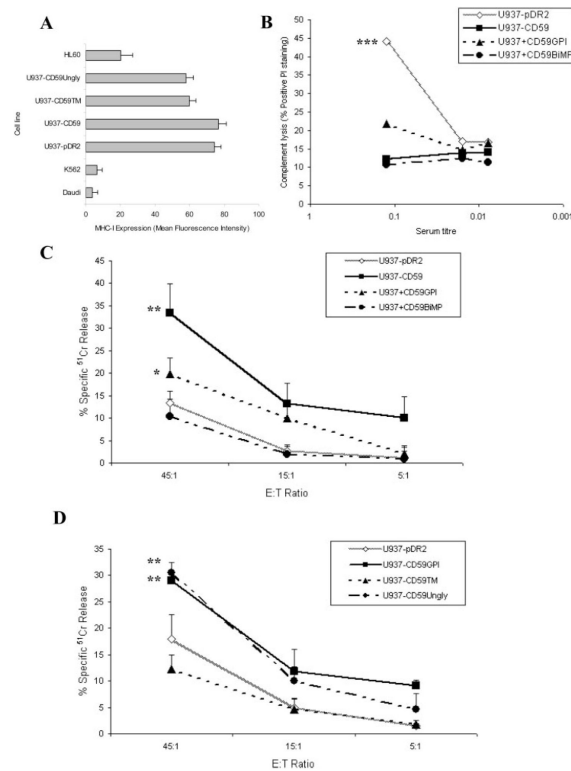 A
HL60
U937-CD59Ungly
U937-CD59TM
U937-CD59
U937-pDR2
K562
Daudi
Cell line
0 20 40 60 80 100
MHC-I Expression (Mean Fluorescence Intensity)
B
U937-pDR2
U937-CD59
U937+CD59GPI
U937+CD59BiMP
***
50
45
40
35
30
25
20
15
10
5
0
Complement lysis (% Positive PI staining)
1 0.1 0.01 0.001
Serum titre
C
U937-pDR2
U937-CD59
U937+CD59GPI
U937+CD59BiMP
45
40
35
30
25
20
15
10
5
0
% Specific 51Cr Release
**
*
45:1 15:1 5:1
E:T Ratio
D
U937-pDR2
U937-CD59GPI
U937-CD59TM
U937-CD59Ungly
35
30
25
20
15
10
5
0
% Specific 51Cr Release
**
**
45:1 15:1 5:1
E:T Ratio